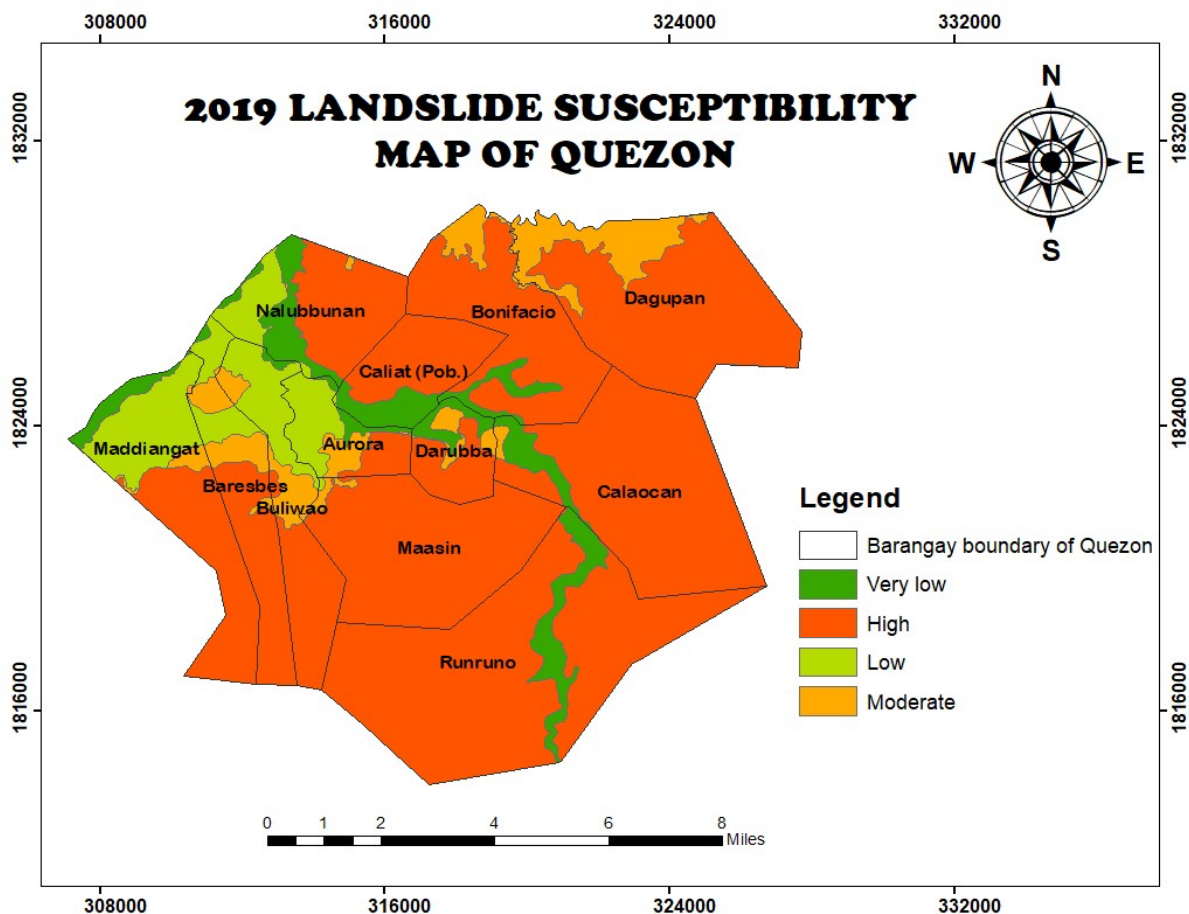 308000 316000 324000 332000
2019 LANDSLIDE SUSCEPTIBILITY
MAP OF QUEZON
N
W E
S
1832000 1832000
Nalubbunan
Bonifacio
Dagupan
Caliat (Pob.)
1824000 1824000
Maddiangat
Aurora
Darubba
Baresbes
Buliwao
Calaocan
Maasin
Runruno
Legend
Barangay boundary of Quezon
Very low
High
Low
Moderate
1816000 1816000
0 1 2 4 6 8
Miles
308000 316000 324000 332000